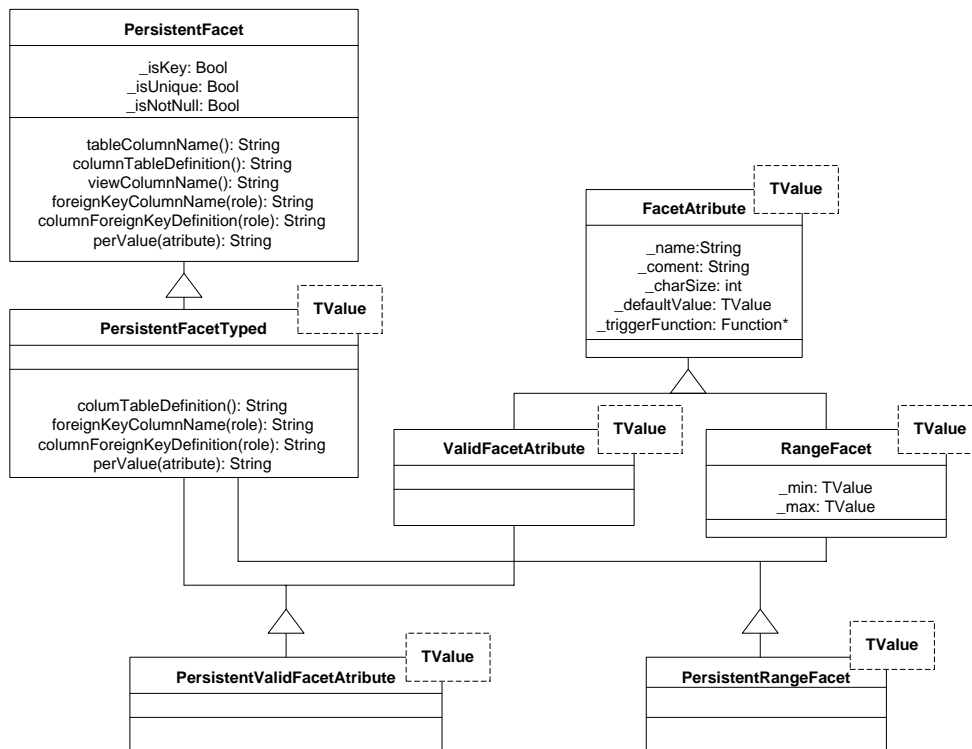 PersistentFacet
_isKey: Bool
_isUnique: Bool
_isNotNull: Bool
tableColumnName(): String
columnTableDefinition(): String
viewColumnName(): String
foreignKeyColumnName(role): String
columnForeignKeyDefinition(role): String
perValue(atribute): String
TValue
FacetAtribute
_name:String
_coment: String
_charSize: int
_defaultValue: TValue
_triggerFunction: Function*
TValue
PersistentFacetTyped
columTableDefinition(): String
foreignKeyColumnName(role): String
columnForeignKeyDefinition(role): String
perValue(atribute): String
TValue
ValidFacetAtribute
TValue
RangeFacet
_min: TValue
_max: TValue
TValue
PersistentValidFacetAtribute
TValue
PersistentRangeFacet